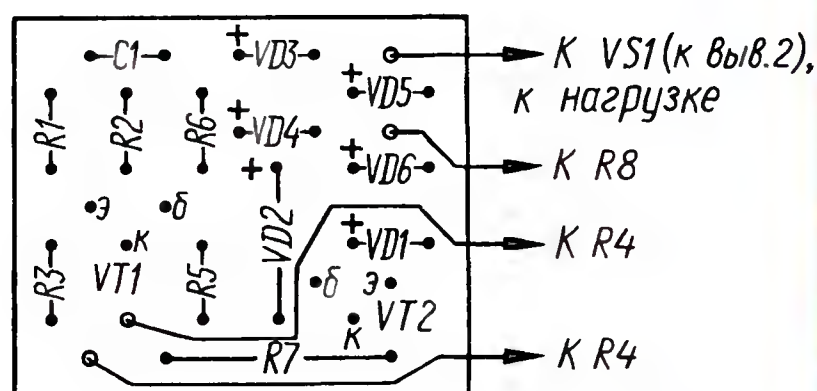 C1 + VD3 К VS1 (к выв.2),
+ VD5 к нагрузке
R1 R2 R6 + VD4
+ + VD6 К R8
э б VD2
к + VD1 К R4
R3 VT1 R5 б э
к VT2
R7 К R4